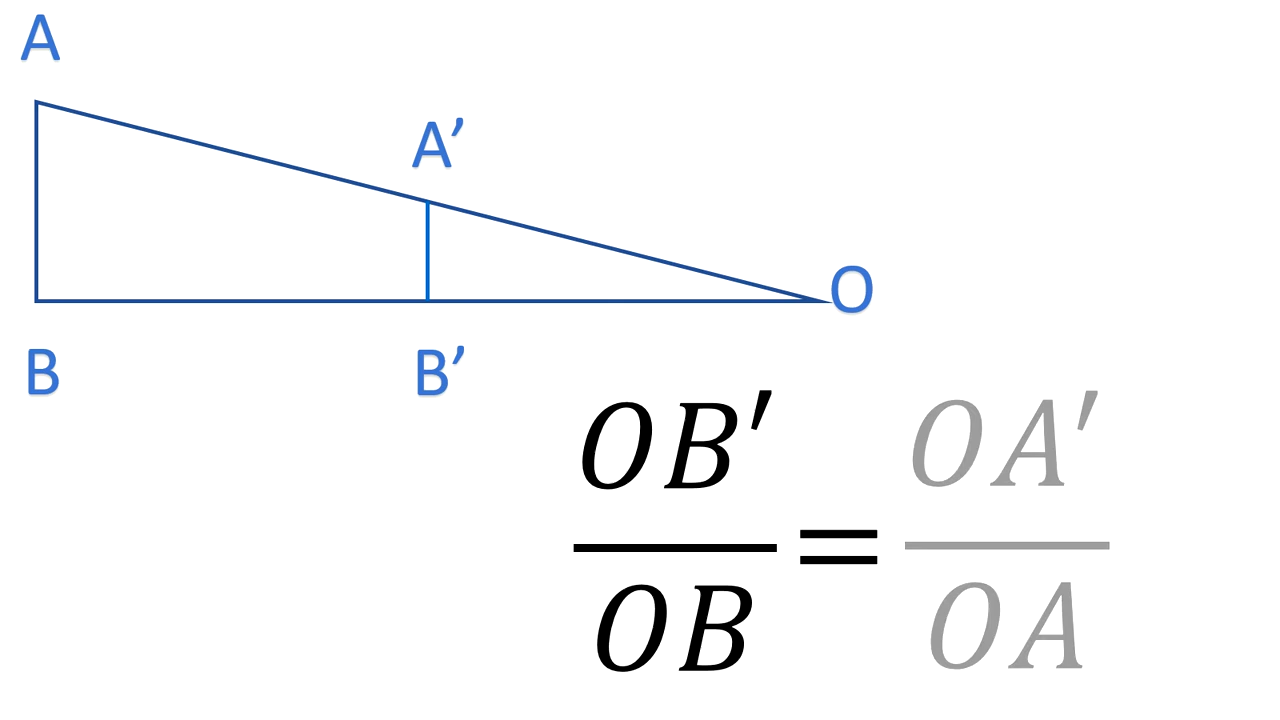 A
A’
O
B
B’
OB′ = OA′
OB OA